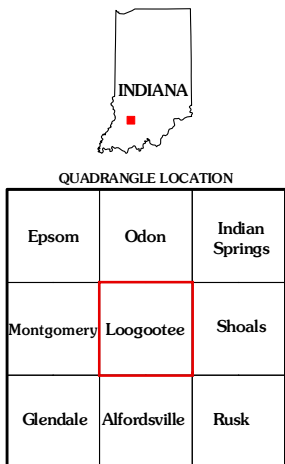 INDIANA
QUADRANGLE LOCATION
Epsom
Odon
Indian
Springs
Montgomery
Loogootee
Shoals
Glendale
Alfordsville
Rusk